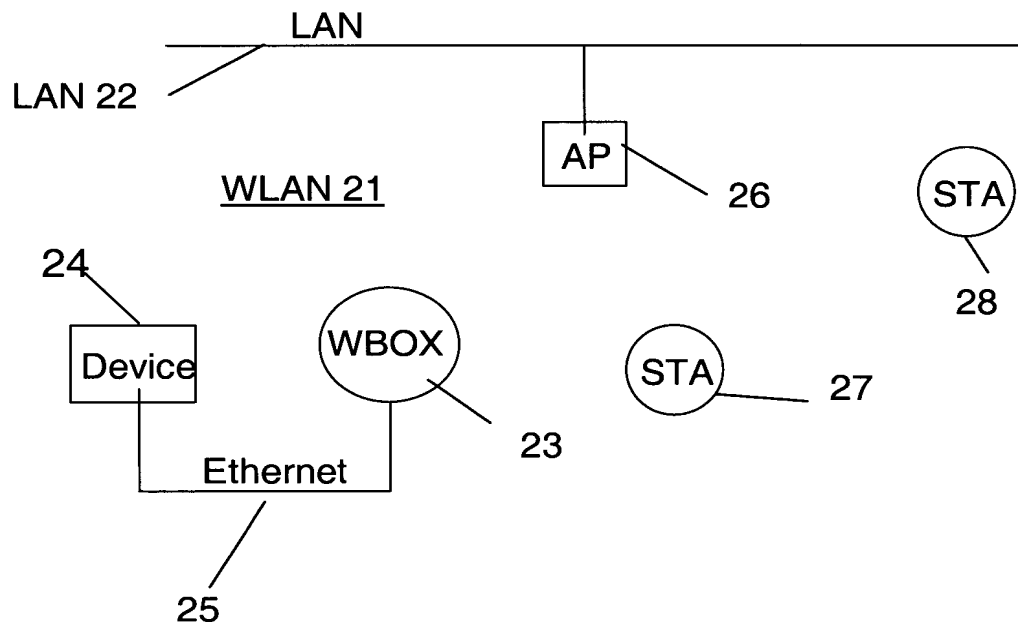 LAN
LAN 22
AP
WLAN 21
26
STA
24
28
WBOX
Device
STA
27
23
Ethernet
25